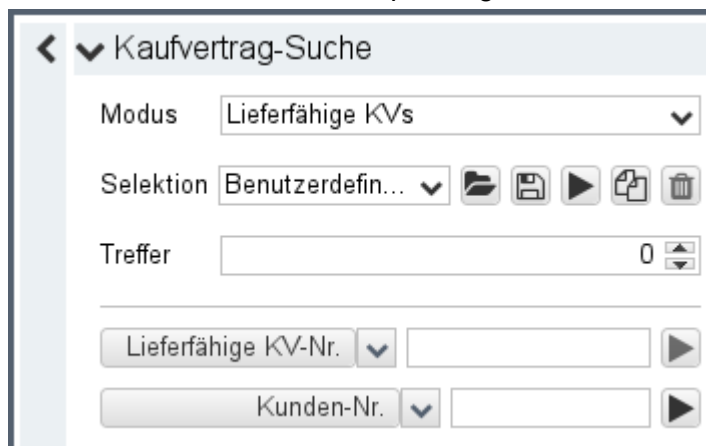 Kaufvertrag-Suche
Modus Lieferfähige KVs
Selektion Benutzerdefin...
Treffer 0
Lieferfähige KV-Nr.
Kunden-Nr.